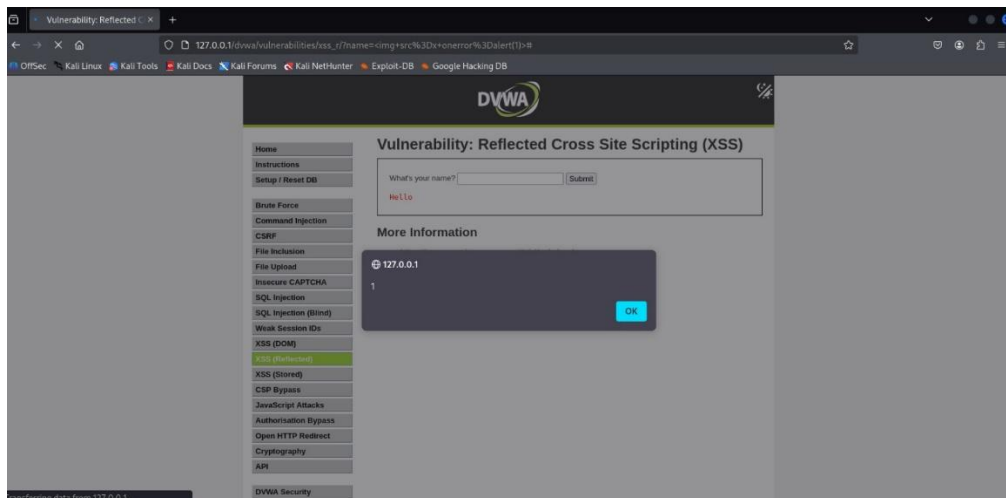 Vulnerability: Reflected C
127.0.0.1/dvwa/vulnerabilities/xss_r/?name=<img+src%3Dx+onerror%3Dalert(1)>#
OffSec Kali Linux Kali Tools Kali Docs Kali Forums Kali NetHunter Exploit-DB Google Hacking DB
DVWA
Vulnerability: Reflected Cross Site Scripting (XSS)
What's your name? Submit
Hello
More Information
127.0.0.1
1
OK
Home
Instructions
Setup / Reset DB
Brute Force
Command Injection
CSRF
File Inclusion
File Upload
Insecure CAPTCHA
SQL Injection
SQL Injection (Blind)
Weak Session IDs
XSS (DOM)
XSS (Reflected)
XSS (Stored)
CSP Bypass
JavaScript Attacks
Authorisation Bypass
Open HTTP Redirect
Cryptography
API
DVWA Security
data from 127.0.0.1